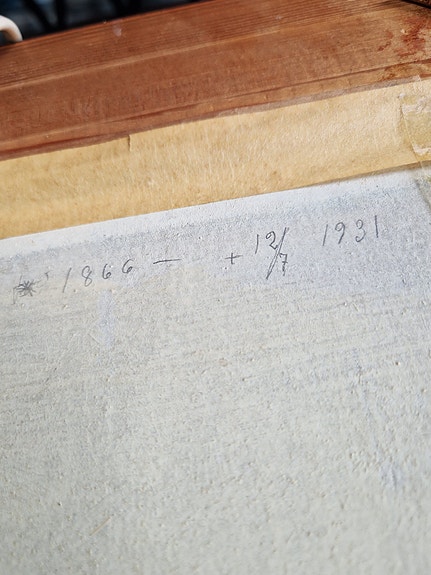 * 1866 — + 12/7 1931